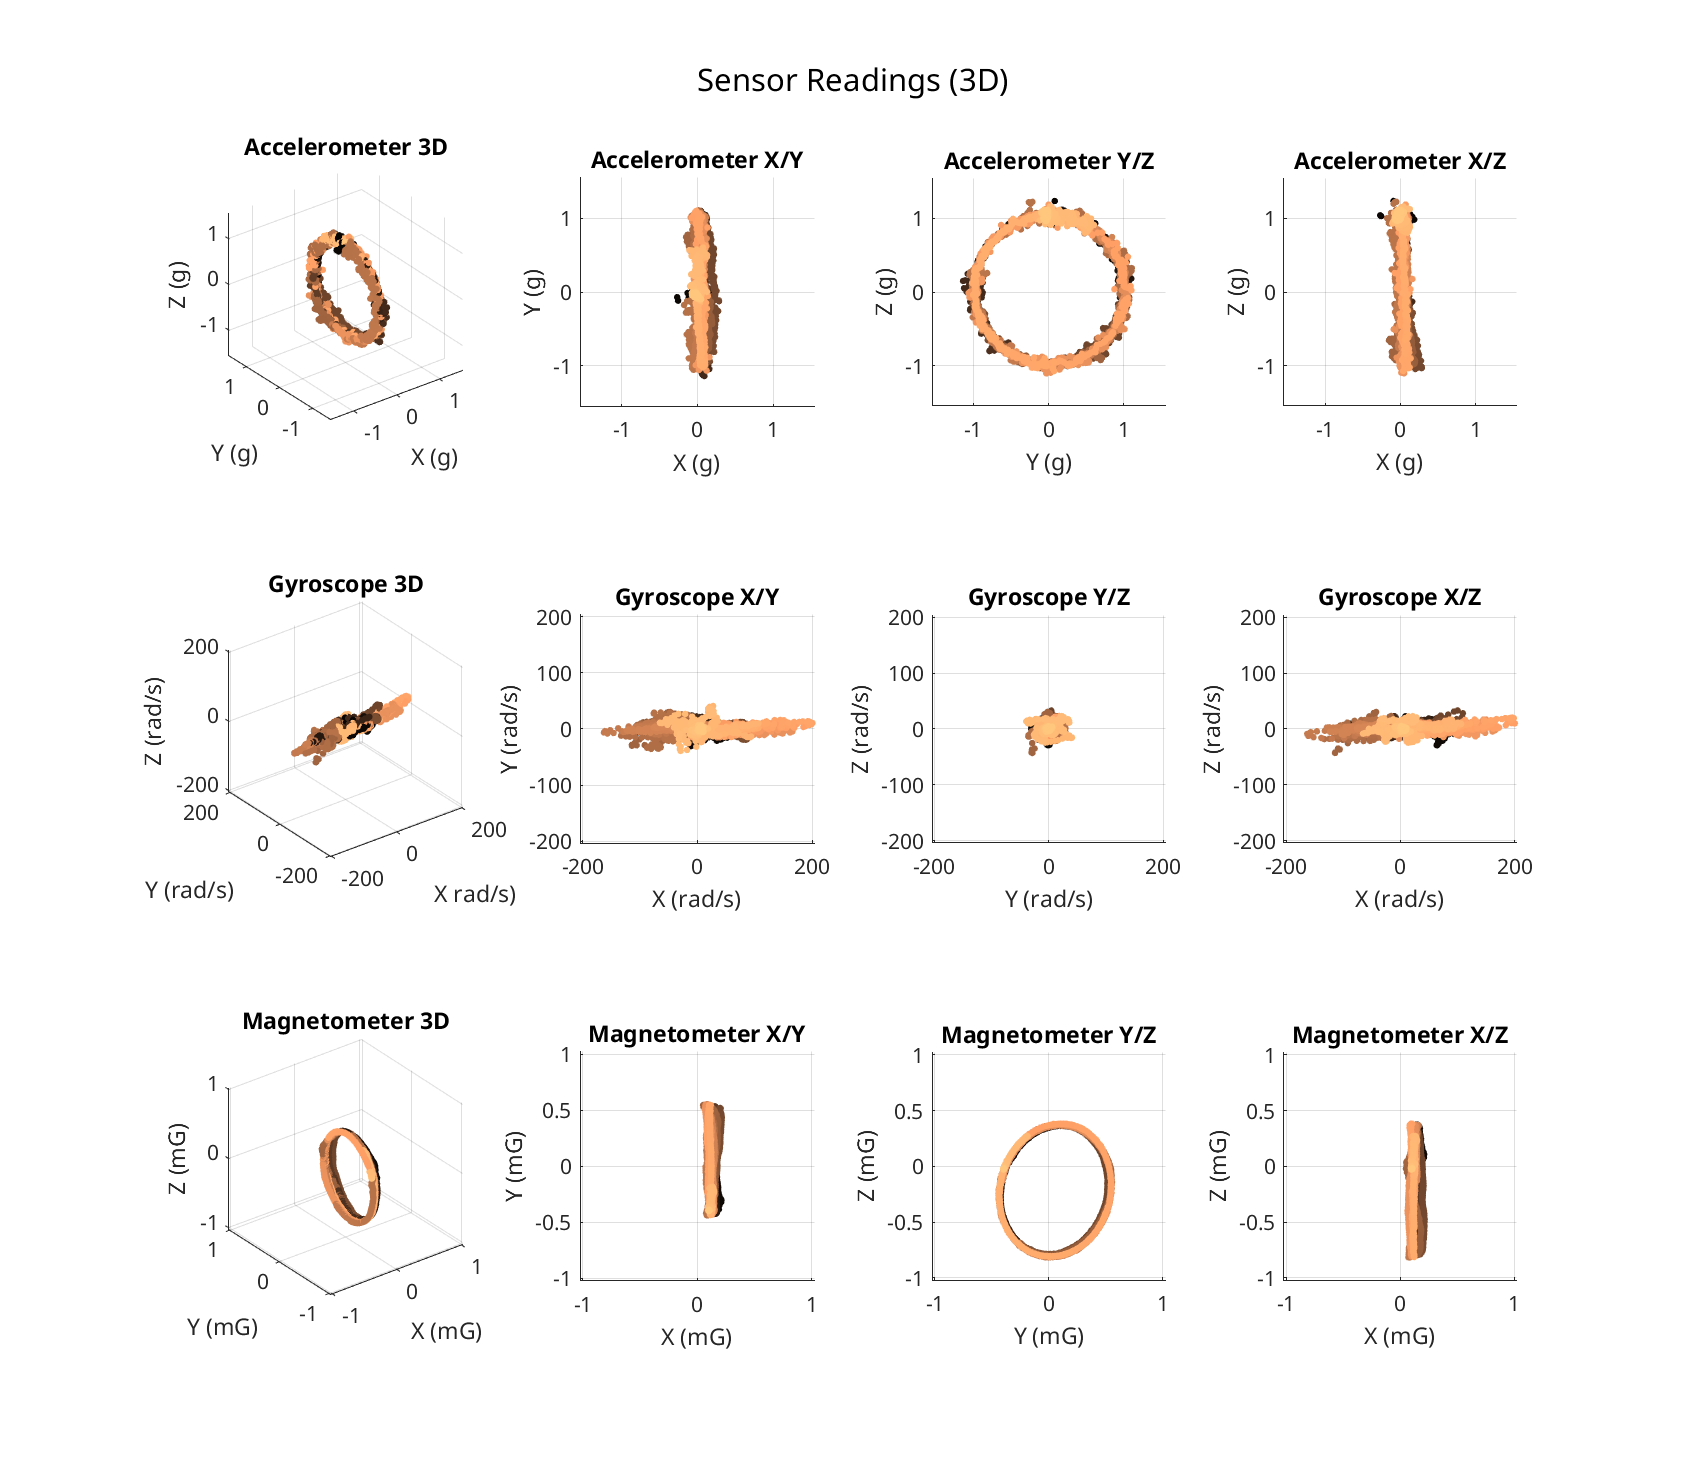 Sensor Readings (3D)
Accelerometer 3D
1
0
-1
Z (g)
1
0
-1
Y (g)
-1
0
1
X (g)
Accelerometer X/Y
1
0
-1
Y (g)
-1
0
1
X (g)
Accelerometer Y/Z
1
0
-1
Z (g)
-1
0
1
Y (g)
Accelerometer X/Z
1
0
-1
Z (g)
-1
0
1
X (g)
Gyroscope 3D
200
0
-200
Z (rad/s)
200
0
-200
Y (rad/s)
-200
0
200
X rad/s)
Gyroscope X/Y
200
100
0
-100
-200
Y (rad/s)
-200
0
200
X (rad/s)
Gyroscope Y/Z
200
100
0
-100
-200
Z (rad/s)
-200
0
200
Y (rad/s)
Gyroscope X/Z
200
100
0
-100
-200
Z (rad/s)
-200
0
200
X (rad/s)
Magnetometer 3D
1
0
-1
Z (mG)
1
0
-1
Y (mG)
-1
0
1
X (mG)
Magnetometer X/Y
1
0.5
0
-0.5
-1
Y (mG)
-1
0
1
X (mG)
Magnetometer Y/Z
1
0.5
0
-0.5
-1
Z (mG)
-1
0
1
Y (mG)
Magnetometer X/Z
1
0.5
0
-0.5
-1
Z (mG)
-1
0
1
X (mG)